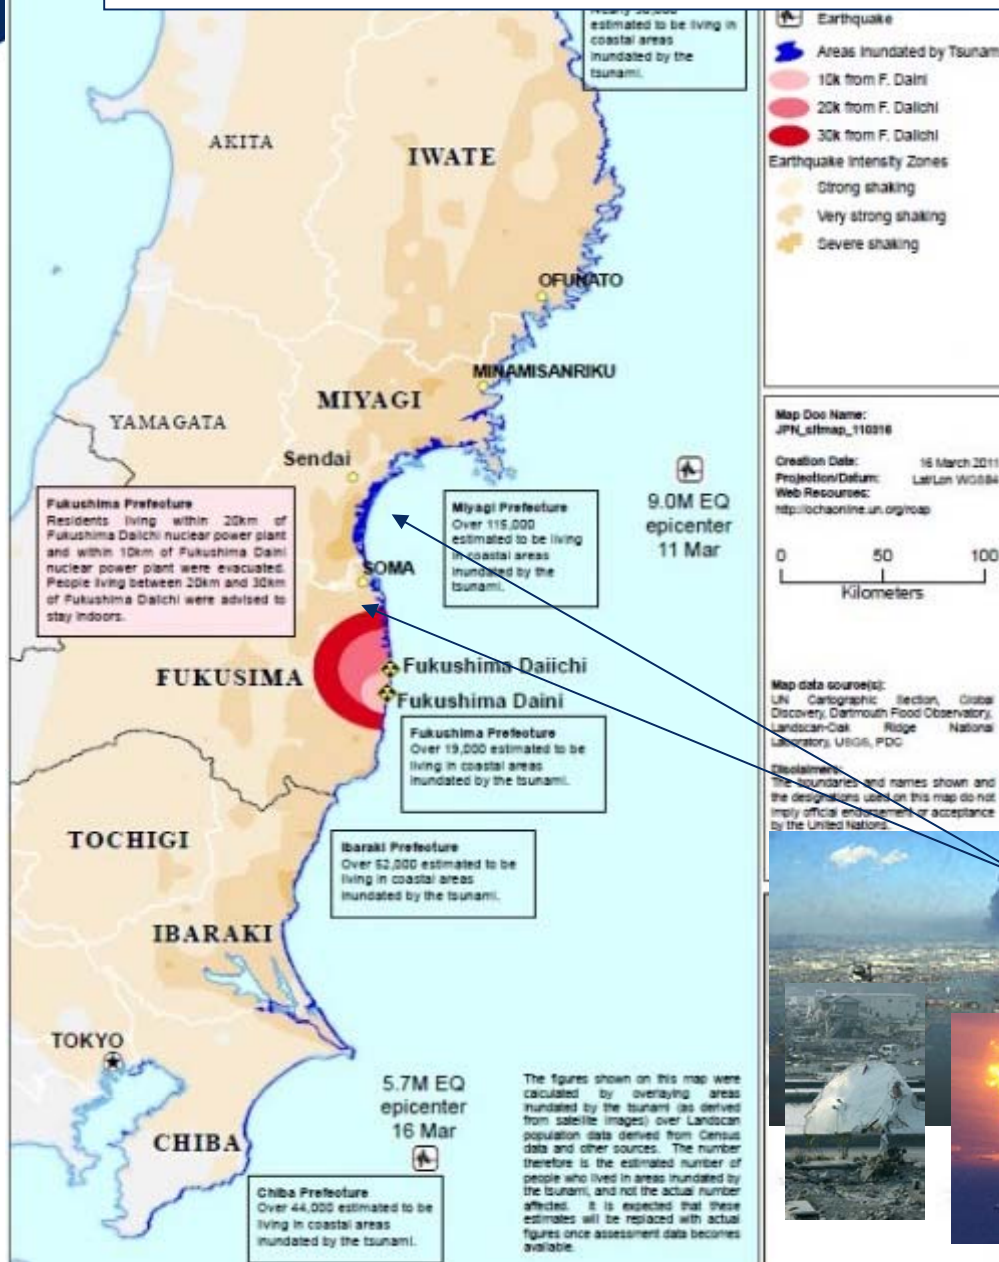 estimated to be living in
coastal areas
inundated by the
tsunami.
Earthquake
Areas Inundated by Tsunam
10k from F. Daini
20k from F. Daiichi
30k from F. Daiichi
Earthquake Intensity Zones
Strong shaking
Very strong shaking
Severe shaking
AKITA
IWATE
OFUNATO
MINAMISANRIKU
MIYAGI
YAMAGATA
Sendai
Map Doc Name:
JPN_sitmap_110316
Creation Date: 16 March 2011
Projection/Datum: Lat/Lon WGS84
Web Resources:
http://ochaonline.un.org/roap
0 50 100
Kilometers
9.0M EQ
epicenter
11 Mar
Fukushima Prefecture
Residents living within 20km of
Fukushima Daiichi nuclear power plant
and within 10km of Fukushima Daini
nuclear power plant were evacuated.
People living between 20km and 30km
of Fukushima Daiichi were advised to
stay indoors.
Miyagi Prefecture
Over 115,000
estimated to be living
in coastal areas
inundated by the
tsunami.
SOMA
FUKUSIMA
Fukushima Daiichi
Fukushima Daini
Fukushima Prefecture
Over 19,000 estimated to be
living in coastal areas
inundated by the tsunami.
Map data source(s):
UN Cartographic Section, Global
Discovery, Dartmouth Flood Observatory,
Landscan-Oak Ridge National
Laboratory, USGS, PDC
Disclaimers:
The boundaries and names shown and
the designations used on this map do not
imply official endorsement or acceptance
by the United Nations.
TOCHIGI
Ibaraki Prefecture
Over 52,000 estimated to be
living in coastal areas
inundated by the tsunami.
IBARAKI
TOKYO
CHIBA
5.7M EQ
epicenter
16 Mar
Chiba Prefecture
Over 44,000 estimated to be
living in coastal areas
inundated by the tsunami.
The figures shown on this map were
calculated by overlaying areas
inundated by the tsunami (as derived
from satellite images) over Landscan
population data derived from Census
data and other sources. The number
therefore is the estimated number of
people who lived in areas inundated by
the tsunami, and not the actual number
affected. It is expected that these
estimates will be replaced with actual
figures once assessment data becomes
available.